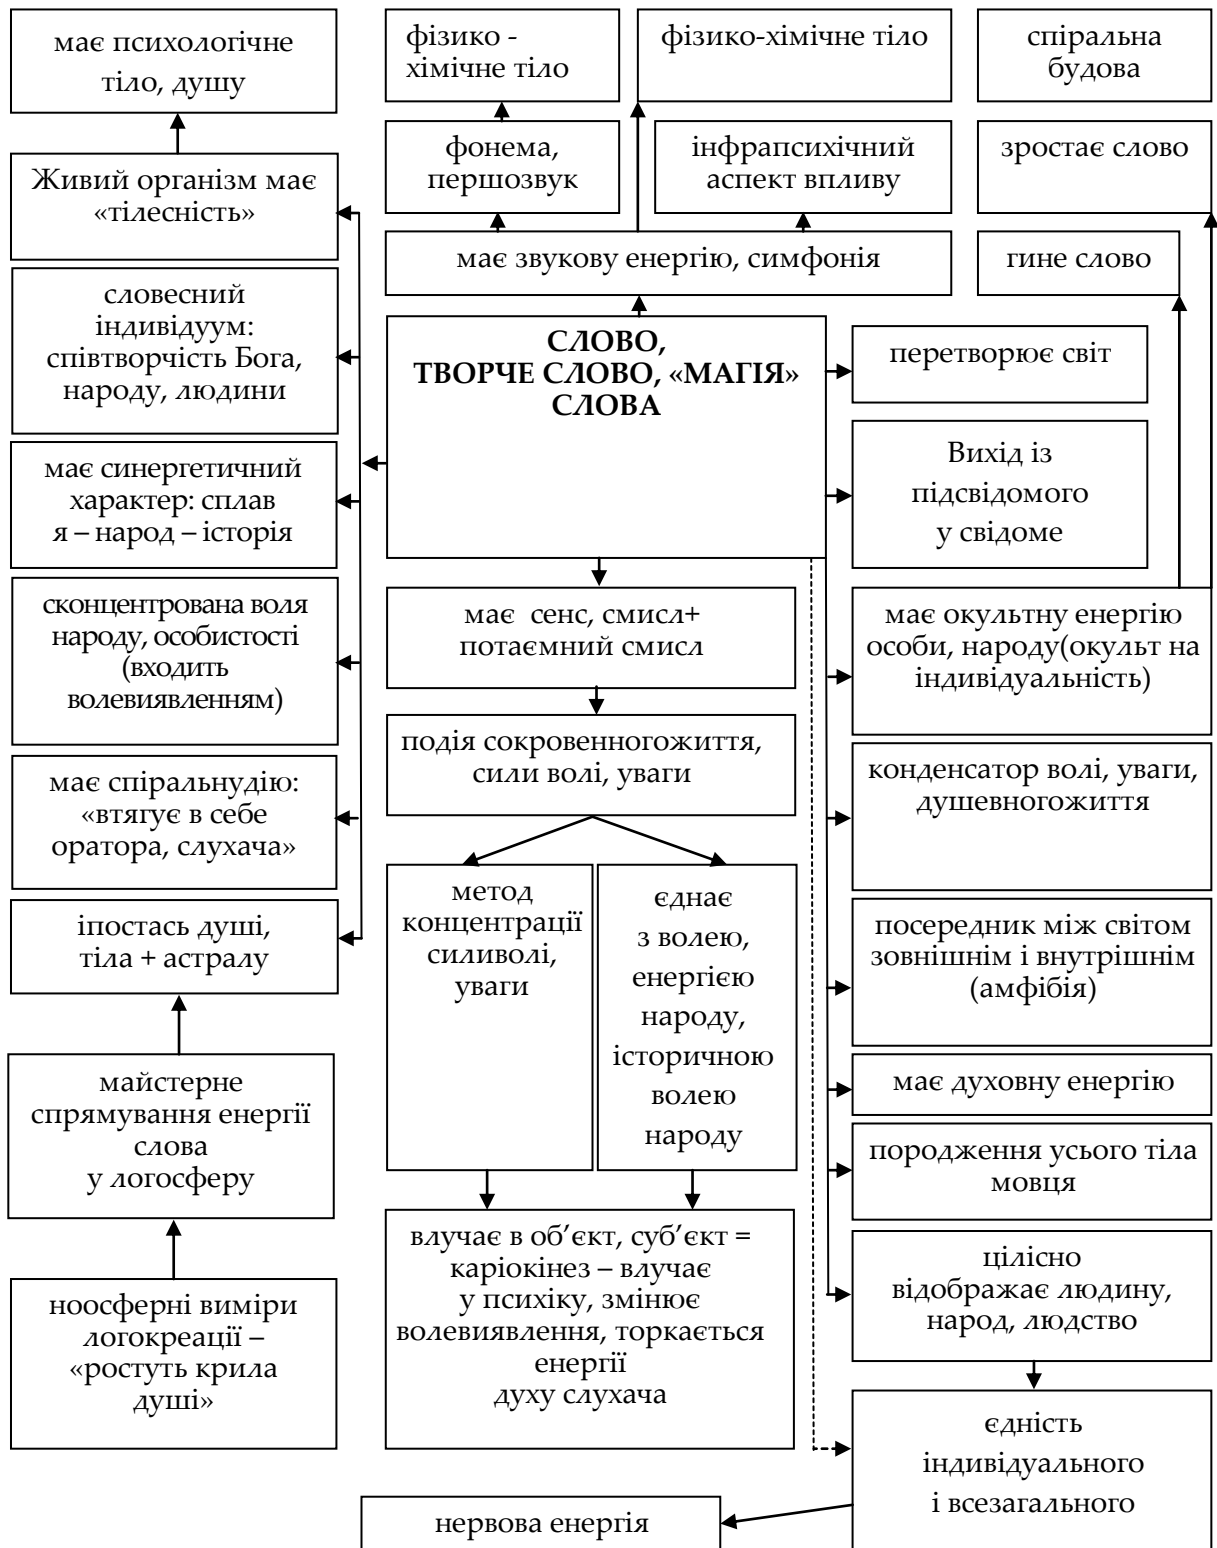 має психологічне
тіло, душу
фізико -
хімічне тіло
фізико-хімічне тіло
спіральна
будова
фонема,
першозвук
інфрапсихічний
аспект впливу
зростає слово
Живий організм має
«тілесність»
має звукову енергію, симфонія
гине слово
словесний
індивідуум:
співтворчість Бога,
народу, людини
СЛОВО,
ТВОРЧЕ СЛОВО, «МАГІЯ»
СЛОВА
перетворює світ
має синергетичний
характер: сплав
я – народ – історія
Вихід із
підсвідомого
у свідоме
сконцентрована воля
народу, особистості
(входить
волевиявленням)
має  сенс, смисл+
потаємний смисл
має окультну енергію
особи, народу(окульт на
індивідуальність)
подія сокровенногожиття,
сили волі, уваги
має спіральнудію:
«втягує в себе
оратора, слухача»
конденсатор волі, уваги,
душевногожиття
метод
концентрації
силиволі,
уваги
єднає
з волею,
енергією
народу,
історичною
волею
народу
іпостась душі,
тіла + астралу
посередник між світом
зовнішнім і внутрішнім
(амфібія)
майстерне
спрямування енергії
слова
у логосферу
має духовну енергію
породження усього тіла
мовця
влучає в об’єкт, суб’єкт =
каріокінез – влучає
у психіку, змінює
волевиявлення, торкається
енергії
духу слухача
цілісно
відображає людину,
народ, людство
ноосферні виміри
логокреації –
«ростуть крила
душі»
єдність
індивідуального
і всезагального
нервова енергія